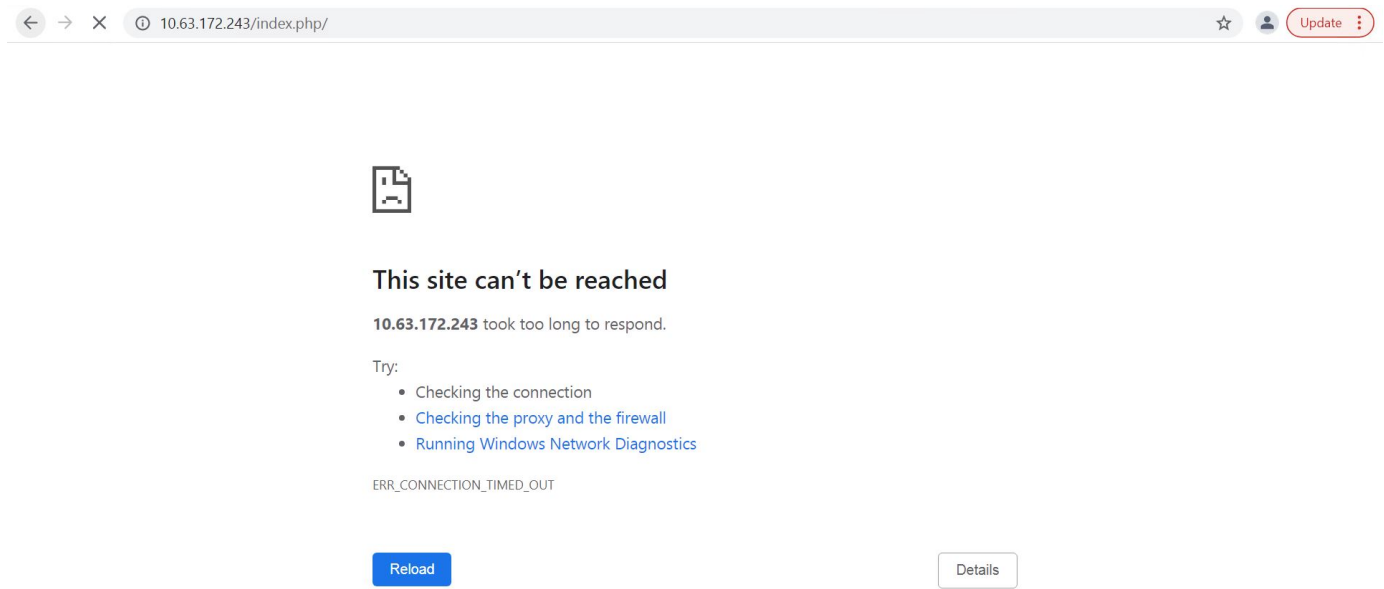 10.63.172.243/index.php/
Update
This site can’t be reached
10.63.172.243 took too long to respond.
Try:
• Checking the connection
• Checking the proxy and the firewall
• Running Windows Network Diagnostics
ERR_CONNECTION_TIMED_OUT
Reload
Details